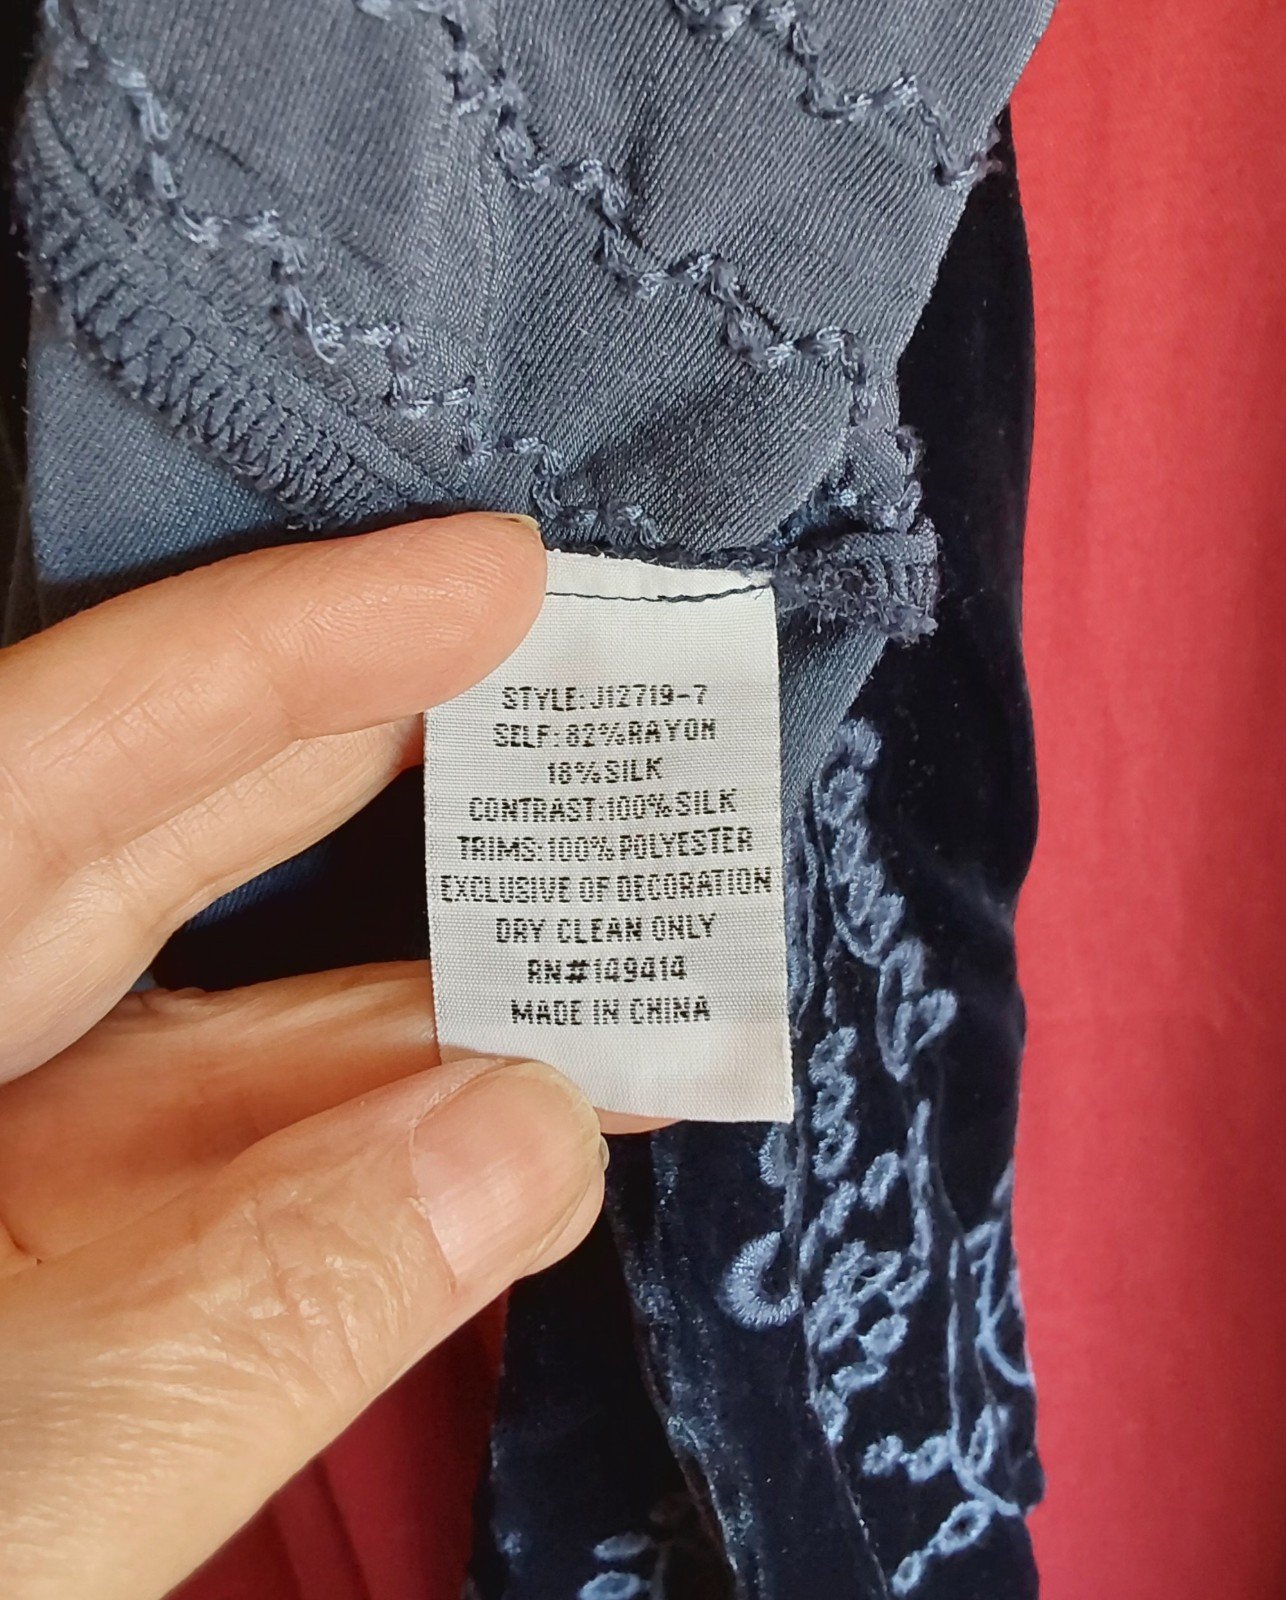 STYLE:J12719-7
SELF:82%RAYON
18%SILK
CONTRAST:100%SILK
TRIMS:100%POLYESTER
EXCLUSIVE OF DECORATION
DRY CLEAN ONLY
RN#149414
MADE IN CHINA